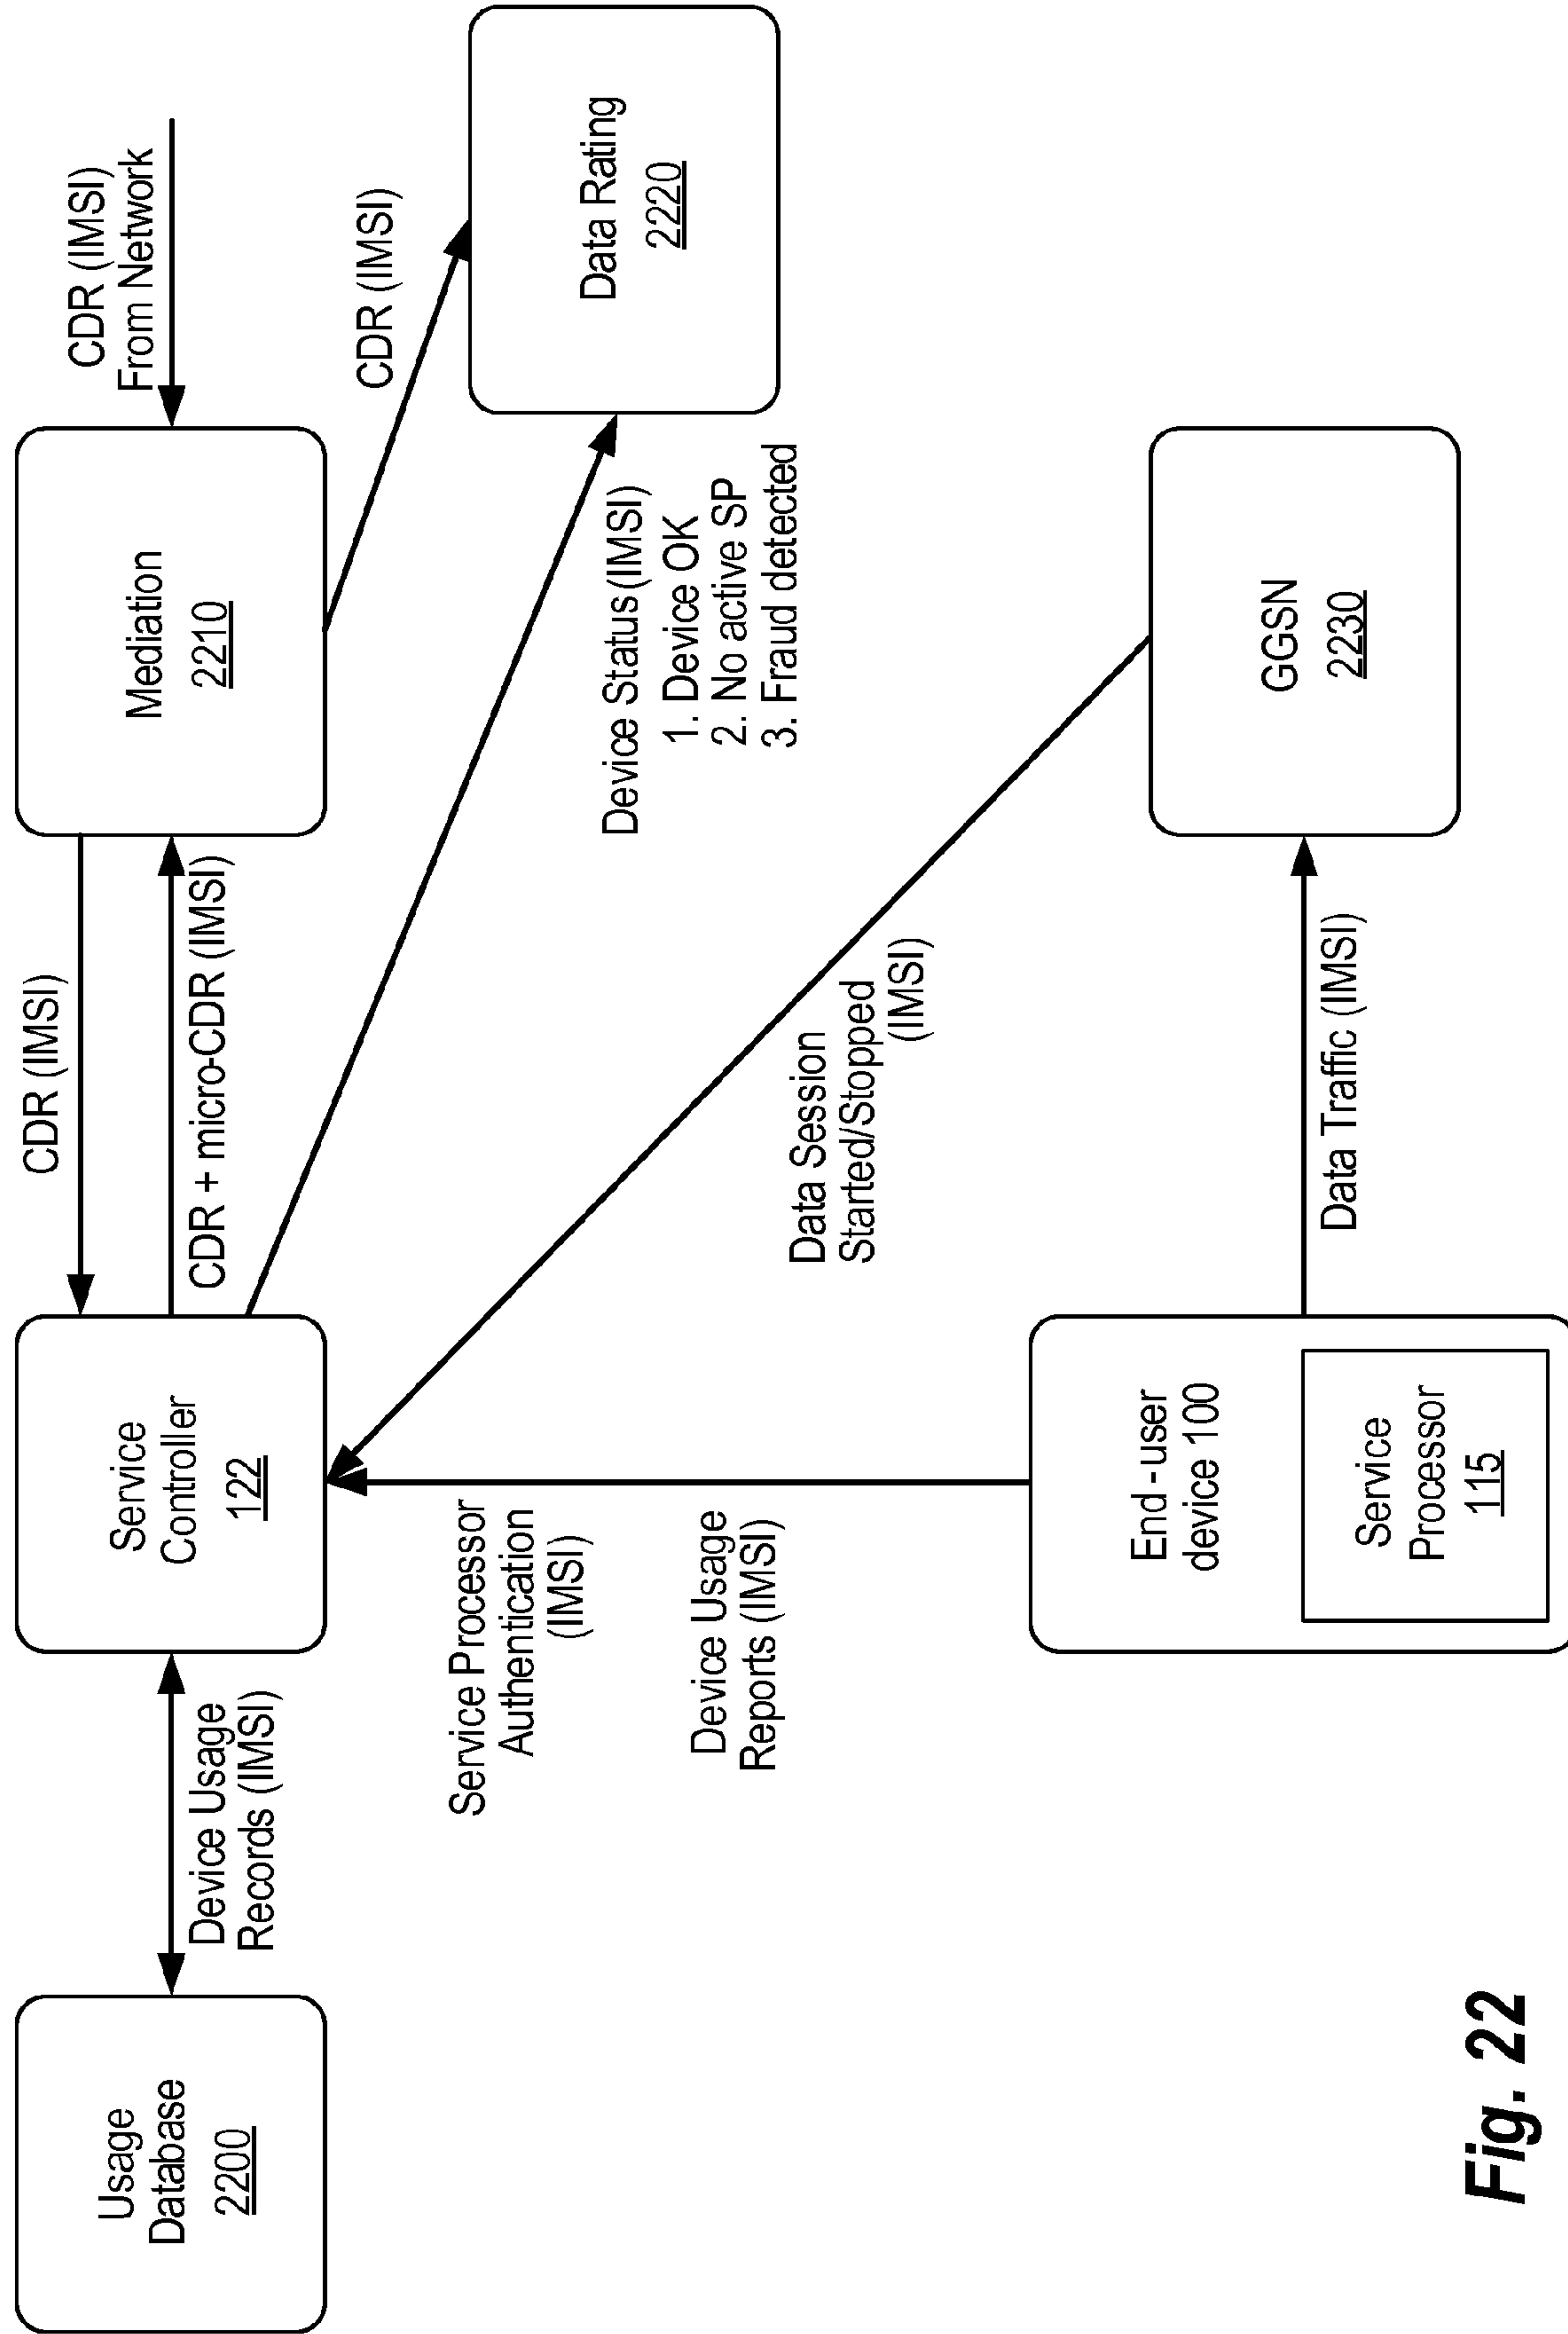 Usage
Database
2200
Device Usage
Records (IMSI)
Service
Controller
122
CDR (IMSI)
CDR + micro-CDR (IMSI)
Mediation
2210
CDR (IMSI)
From Network
CDR (IMSI)
Data Rating
2220
Device Status (IMSI)
1. Device OK
2. No active SP
3. Fraud detected
Service Processor
Authentication
(IMSI)
Device Usage
Reports (IMSI)
Data Session
Started/Stopped
(IMSI)
End -user
device 100
Service
Processor
115
Data Traffic (IMSI)
GGSN
2230
Fig. 22